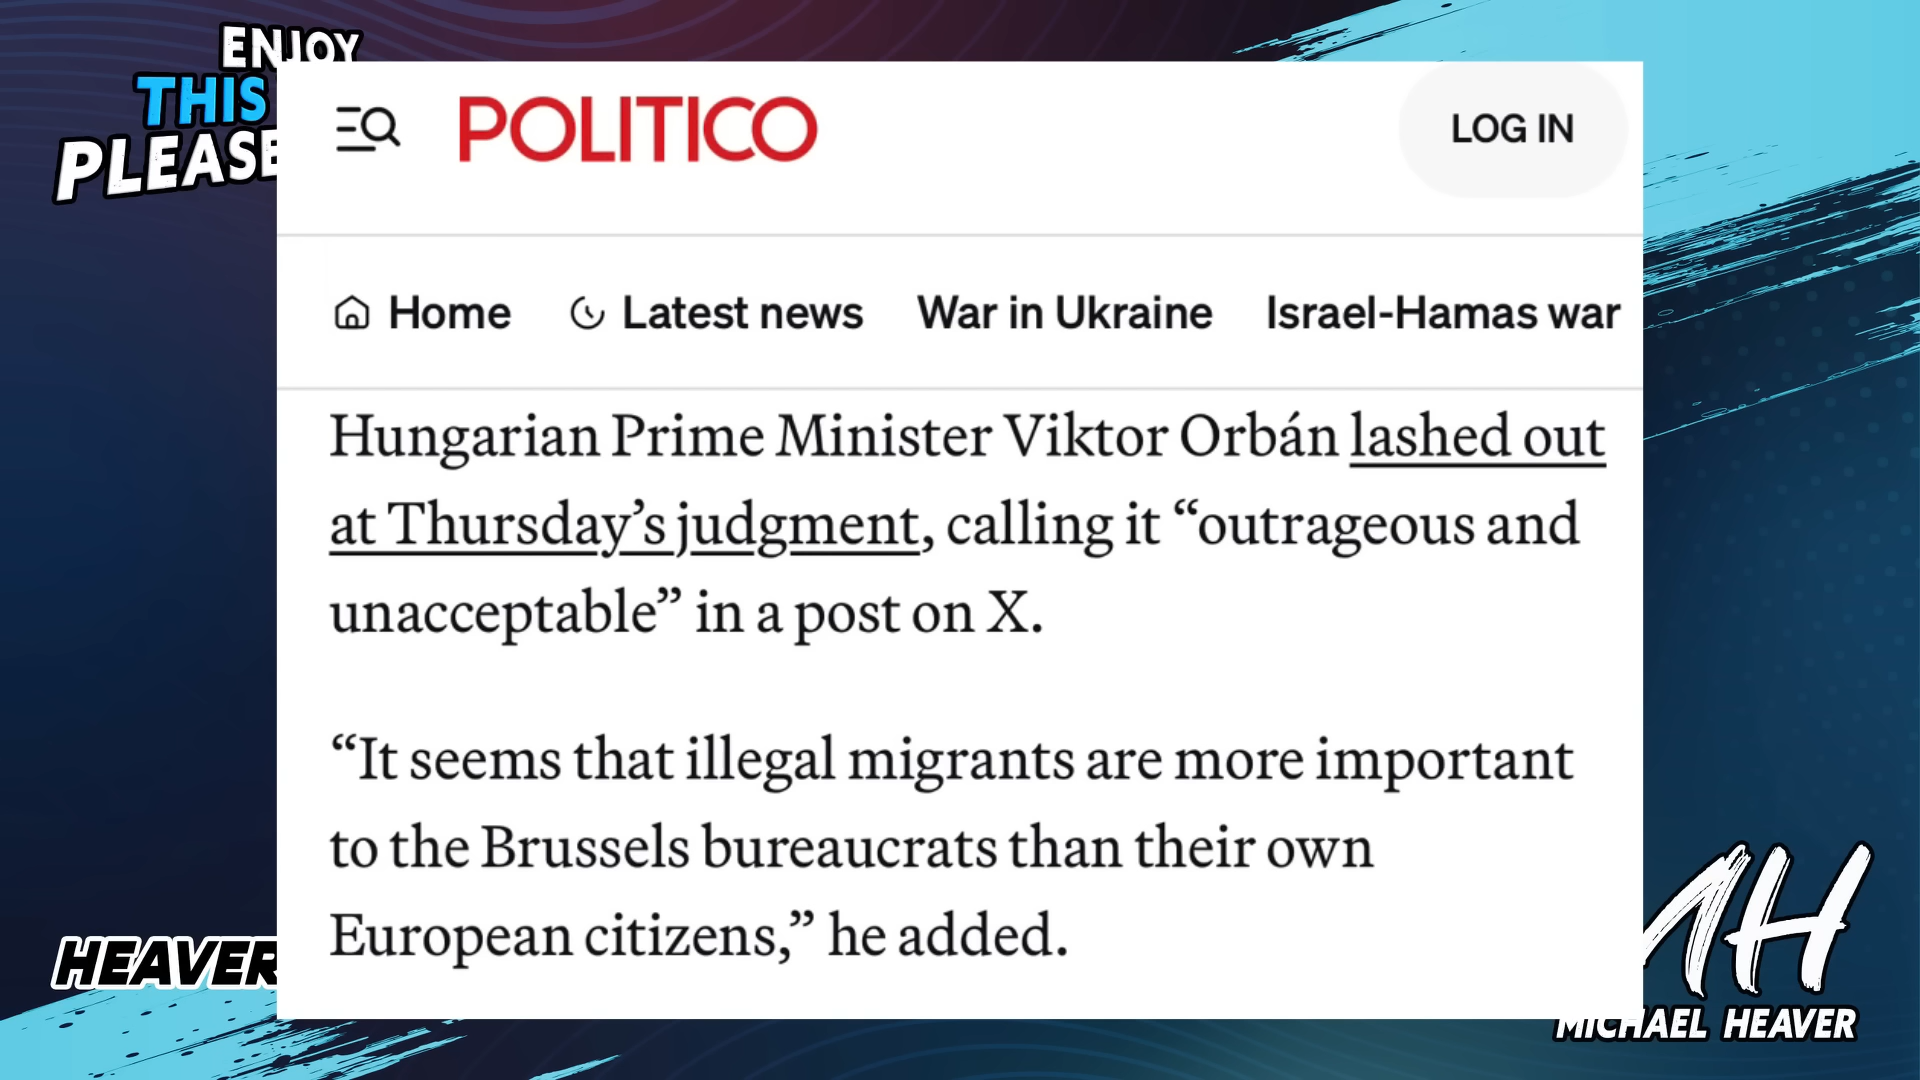 ENJOY
THIS
PLEASE
POLITICO
LOG IN
Home Latest news War in Ukraine Israel-Hamas war
Hungarian Prime Minister Viktor Orbán lashed out
at Thursday’s judgment, calling it “outrageous and
unacceptable” in a post on X.
“It seems that illegal migrants are more important
to the Brussels bureaucrats than their own
European citizens,” he added.
HEAVER
MH
MICHAEL HEAVER